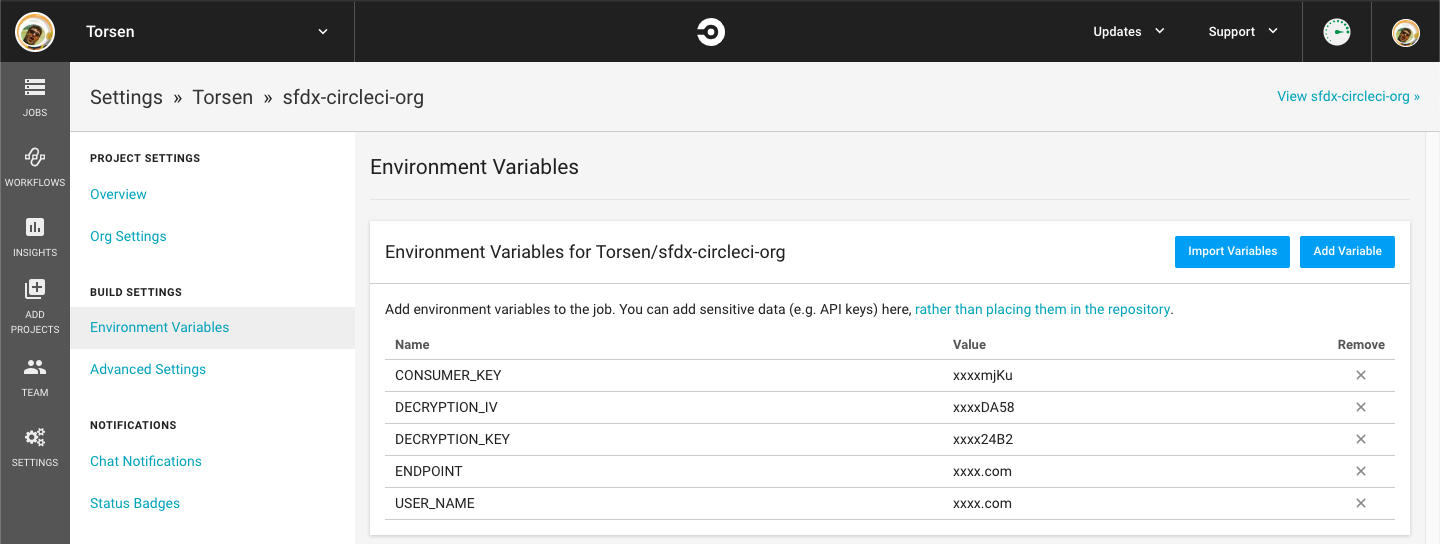 Torsen
Updates
Support
JOBS
WORKFLOWS
INSIGHTS
ADD
PROJECTS
TEAM
SETTINGS
Settings » Torsen » sfdx-circleci-org
View sfdx-circleci-org »
PROJECT SETTINGS
Overview
Org Settings
BUILD SETTINGS
Environment Variables
Advanced Settings
NOTIFICATIONS
Chat Notifications
Status Badges
Environment Variables
Environment Variables for Torsen/sfdx-circleci-org
Import Variables
Add Variable
Add environment variables to the job. You can add sensitive data (e.g. API keys) here, rather than placing them in the repository.
Name Value Remove
CONSUMER_KEY xxxxmjKu
DECRYPTION_IV xxxxDA58
DECRYPTION_KEY xxxx24B2
ENDPOINT xxxx.com
USER_NAME xxxx.com